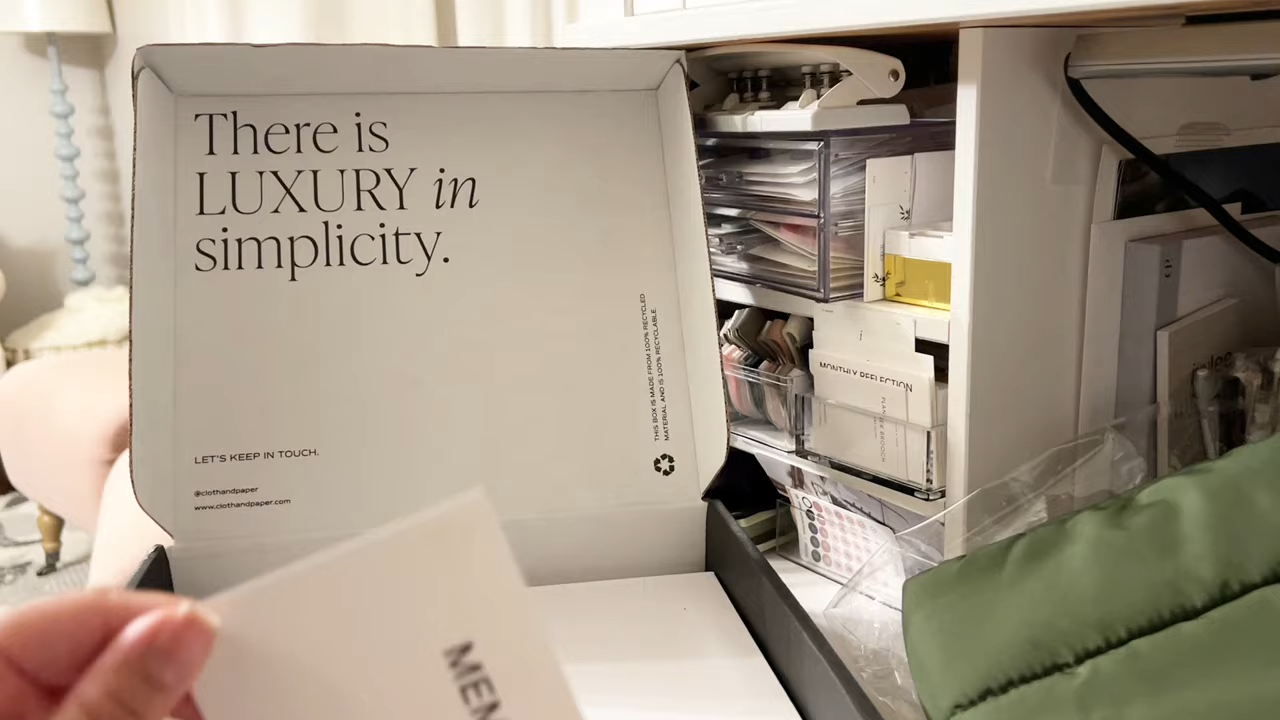 There is
LUXURY in
simplicity.
LET'S KEEP IN TOUCH.
@clothandpaper
www.clothandpaper.com
THIS BOX IS MADE FROM 100% RECYCLED
MATERIAL AND IS 100% RECYCLABLE.
MONTHLY REFLECTION